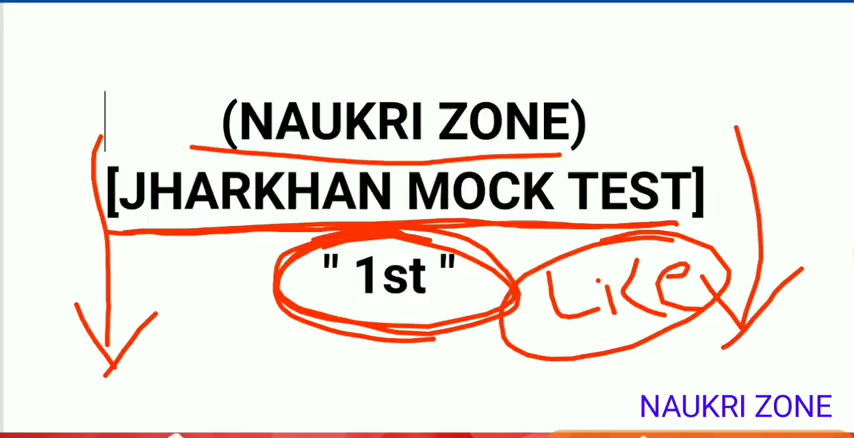 (NAUKRI ZONE)
[JHARKHAN MOCK TEST]
" 1st "
Like
NAUKRI ZONE